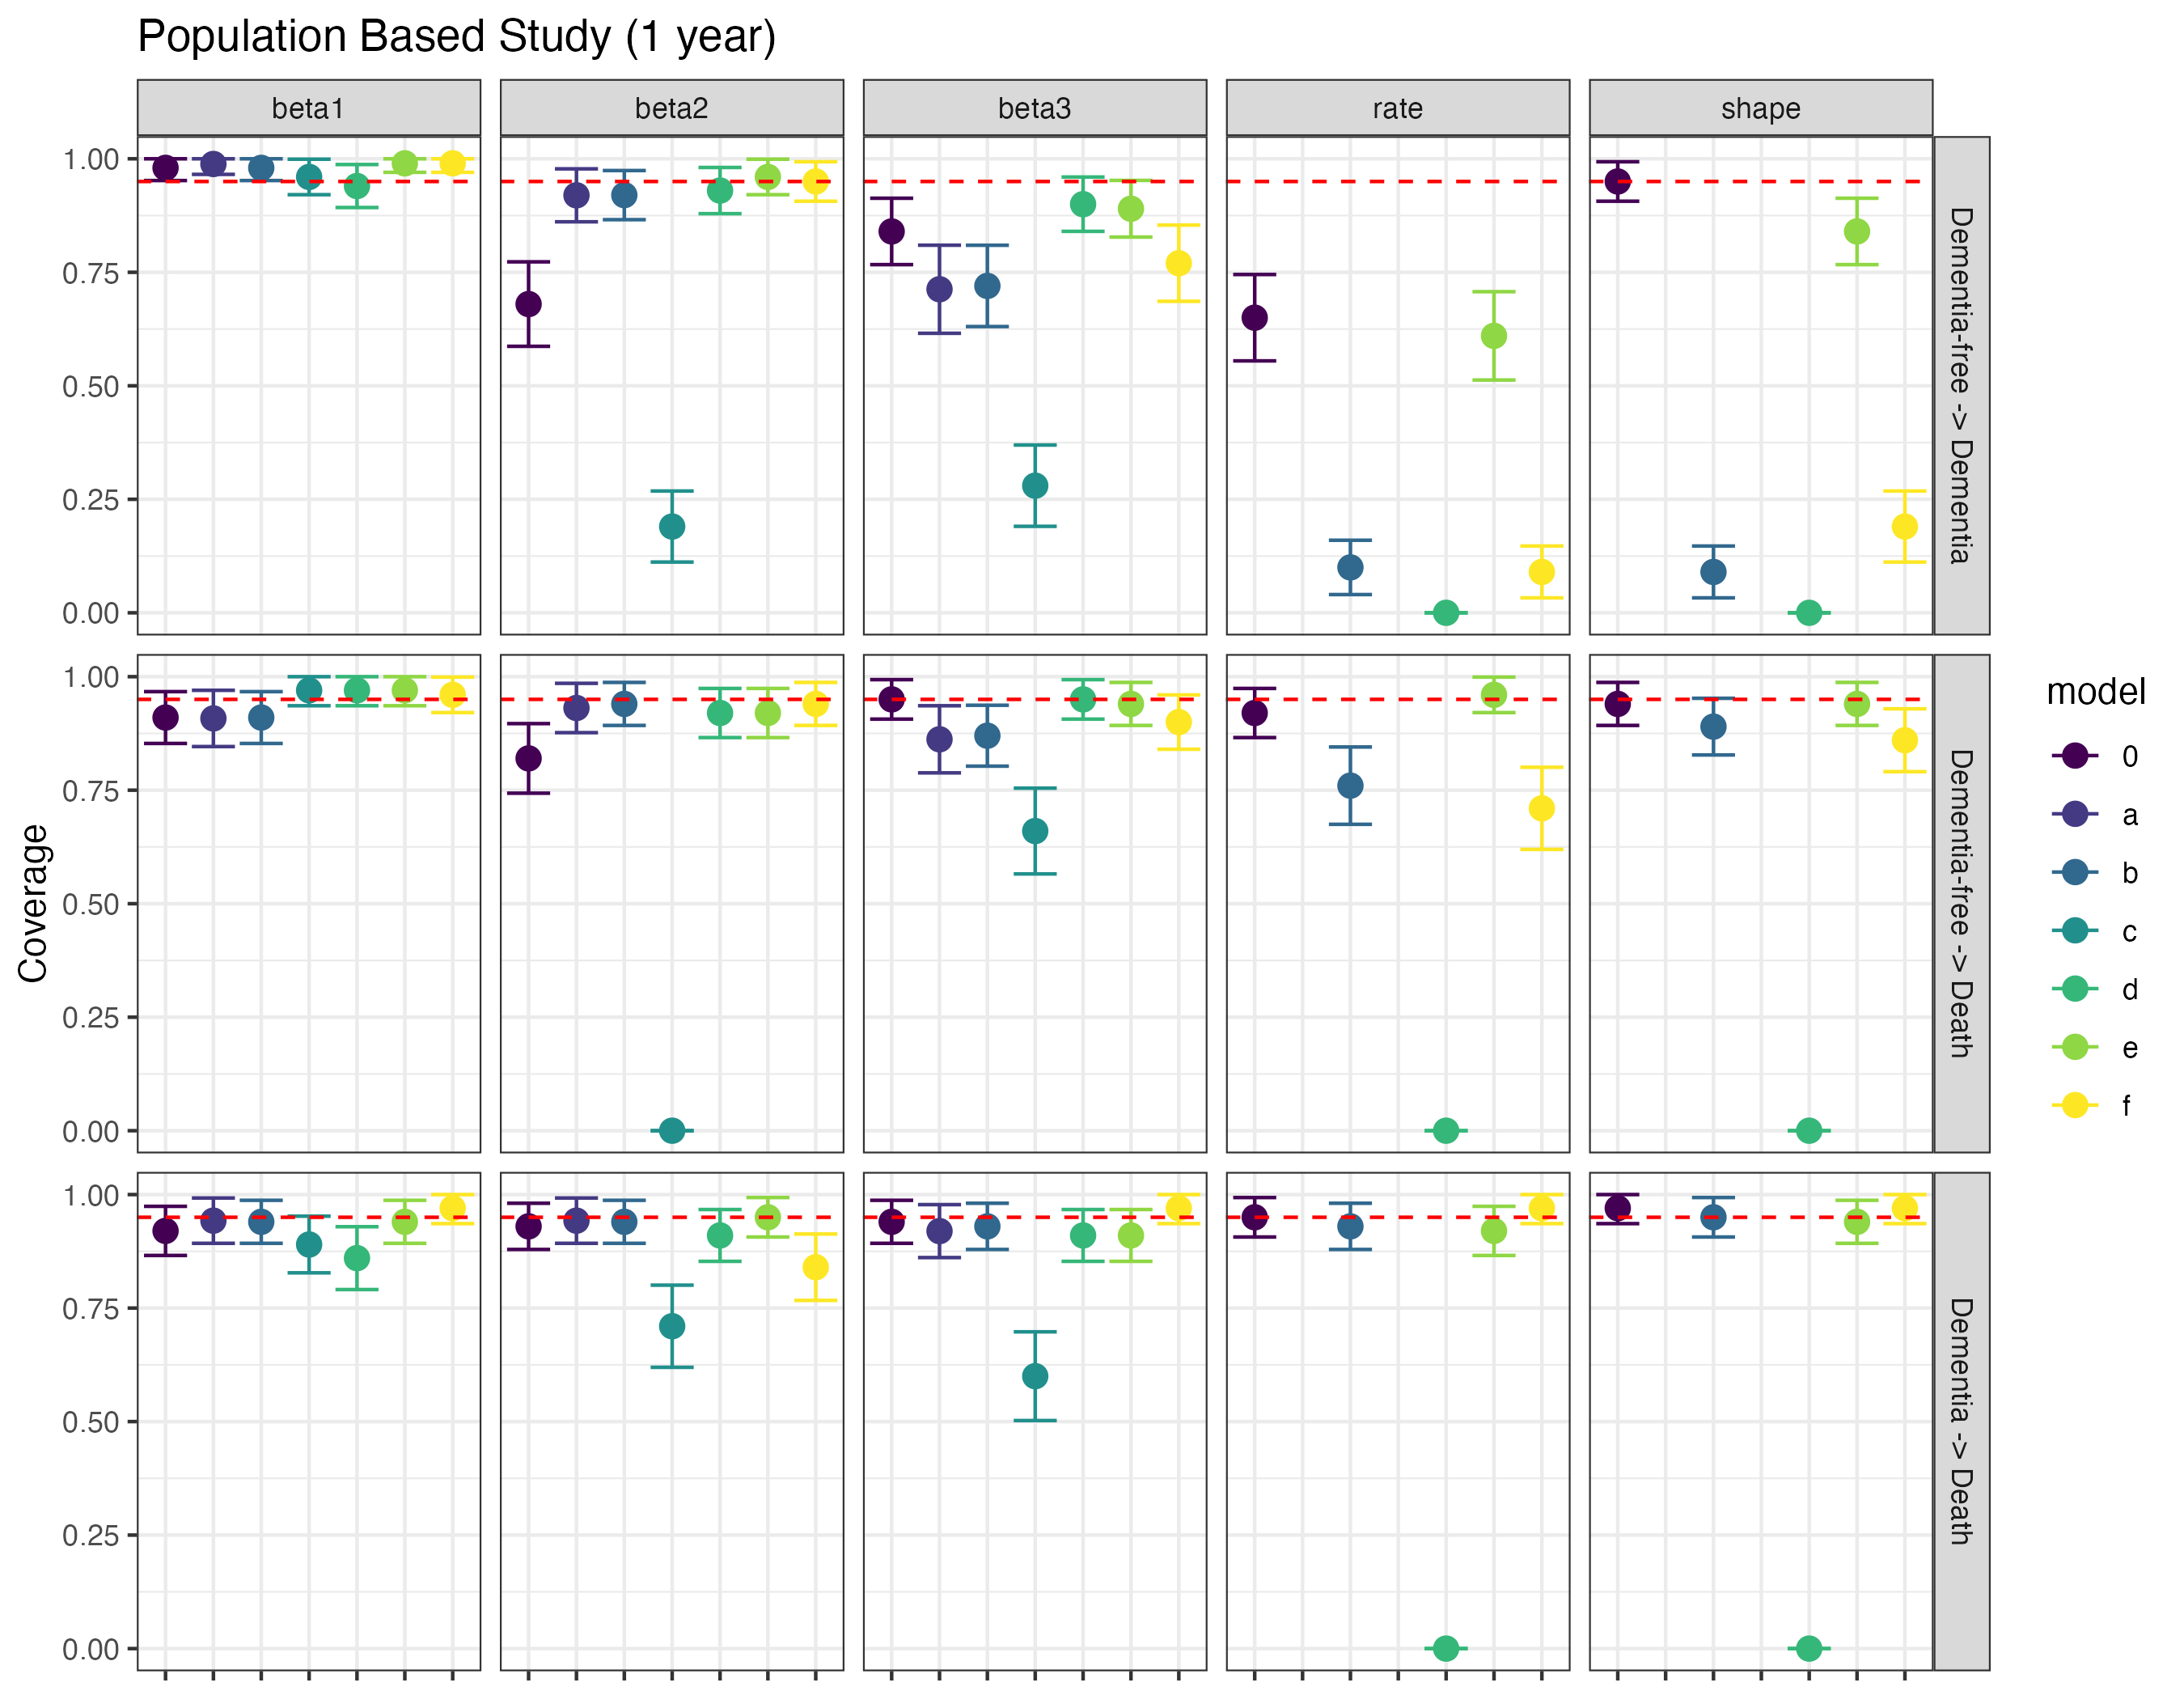 Population Based Study (1 year)
beta1 beta2 beta3 rate shape
1.00
0.75
0.50
0.25
0.00
Dementia-free -> Dementia
1.00
0.75
0.50
0.25
0.00
Dementia-free -> Death
1.00
0.75
0.50
0.25
0.00
Dementia -> Death
Coverage
model
0
a
b
c
d
e
f